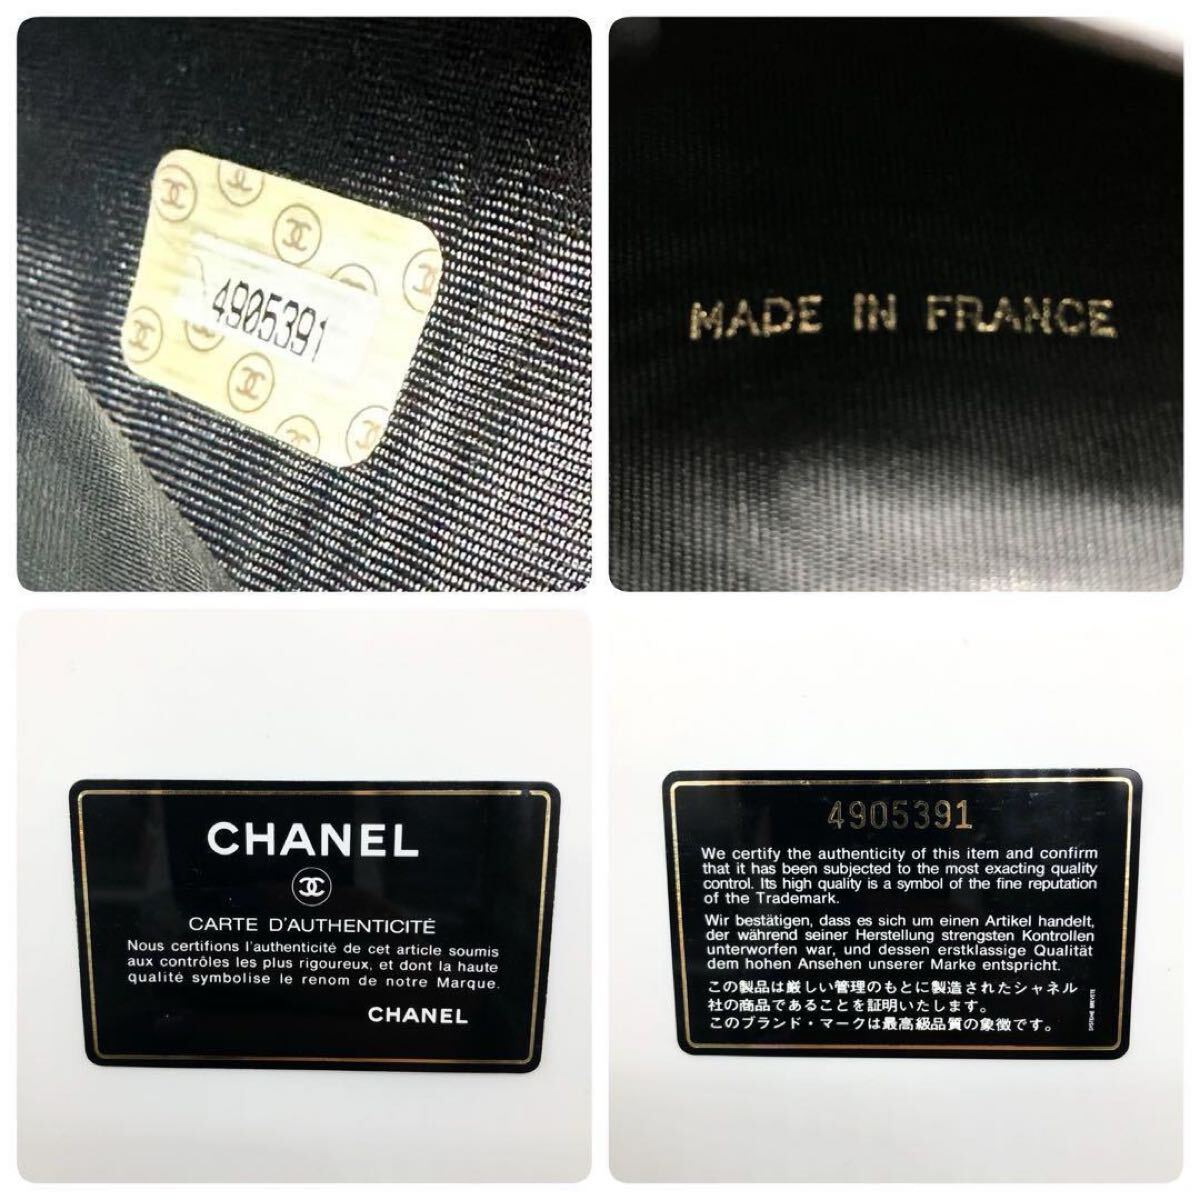 4905391
MADE IN FRANCE
CHANEL
CARTE D'AUTHENTICITÉ
Nous certifions l'authenticité de cet article soumis
aux contrôles les plus rigoureux, et dont la haute
qualité symbolise le renom de notre Marque.
CHANEL
4905391
We certify the authenticity of this item and confirm
that it has been subjected to the most exacting quality
control. Its high quality is a symbol of the fine reputation
of the Trademark.
Wir bestätigen, dass es sich um einen Artikel handelt,
der während seiner Herstellung strengsten Kontrollen
unterworfen war, und dessen erstklassige Qualität
dem hohen Ansehen unserer Marke entspricht.
この製品は厳しい管理のもとに製造されたシャネル
社の商品であることを証明いたします。
このブランド・マークは最高級品質の象徴です。
SYSTEME BREVETE